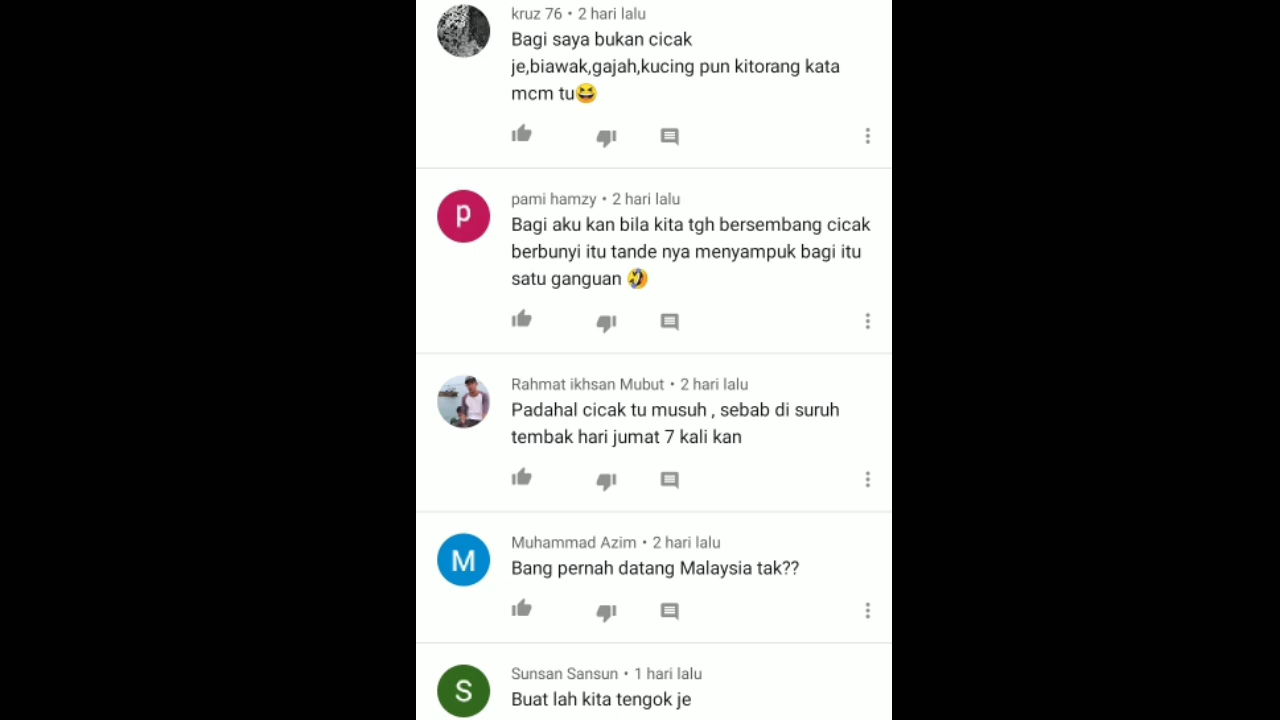 kruz 76 • 2 hari lalu
Bagi saya bukan cicak
je,biawak,gajah,kucing pun kitorang kata
mcm tu😆
P
pami hamzy • 2 hari lalu
Bagi aku kan bila kita tgh bersembang cicak
berbunyi itu tande nya menyampuk bagi itu
satu ganguan 🤣
Rahmat ikhsan Mubut • 2 hari lalu
Padahal cicak tu musuh , sebab di suruh
tembak hari jumat 7 kali kan
M
Muhammad Azim • 2 hari lalu
Bang pernah datang Malaysia tak??
S
Sunsan Sansun • 1 hari lalu
Buat lah kita tengok je